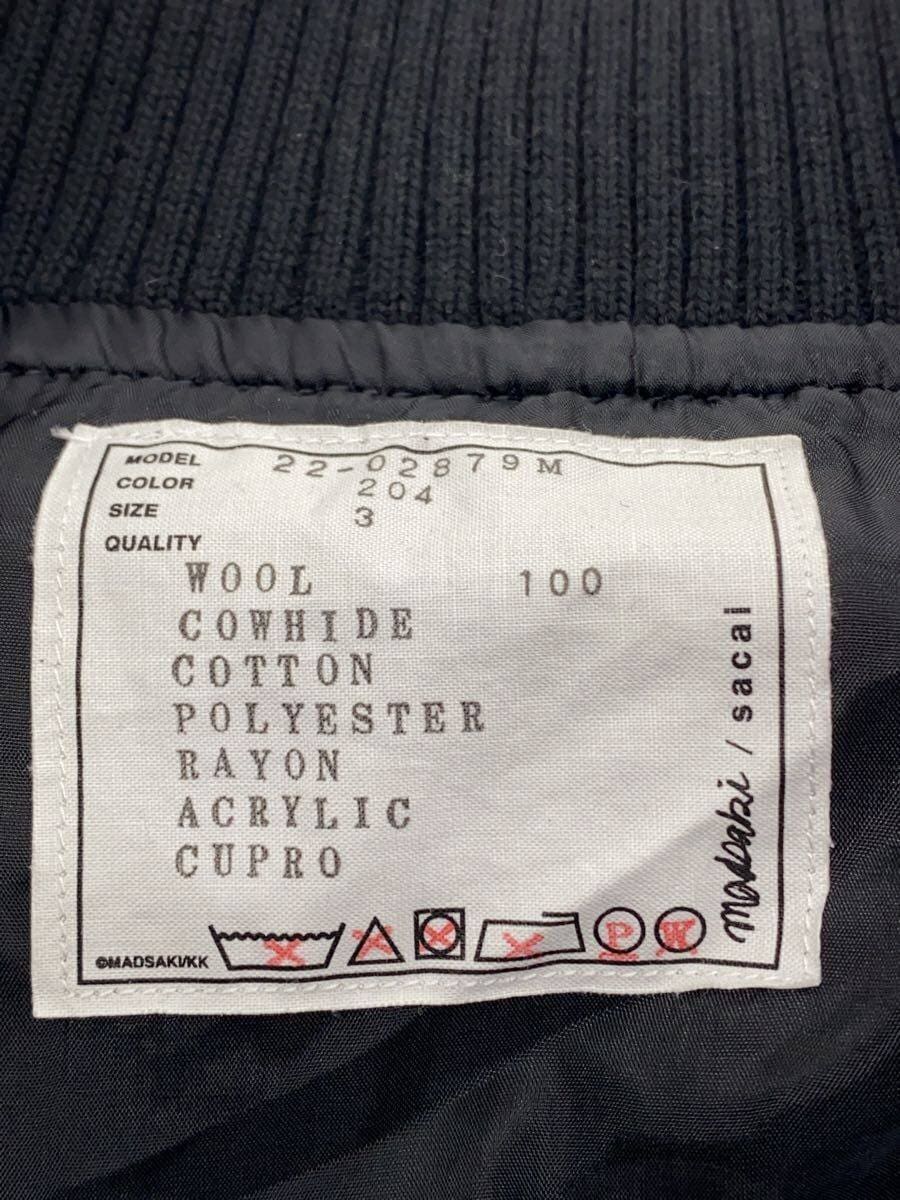 MODEL 22-02879M
COLOR 204
SIZE 3
QUALITY
WOOL 100
COWHIDE
COTTON
POLYESTER
RAYON
ACRYLIC
CUPRO
©MADSAKI/KK
P W
madsaki / sacai